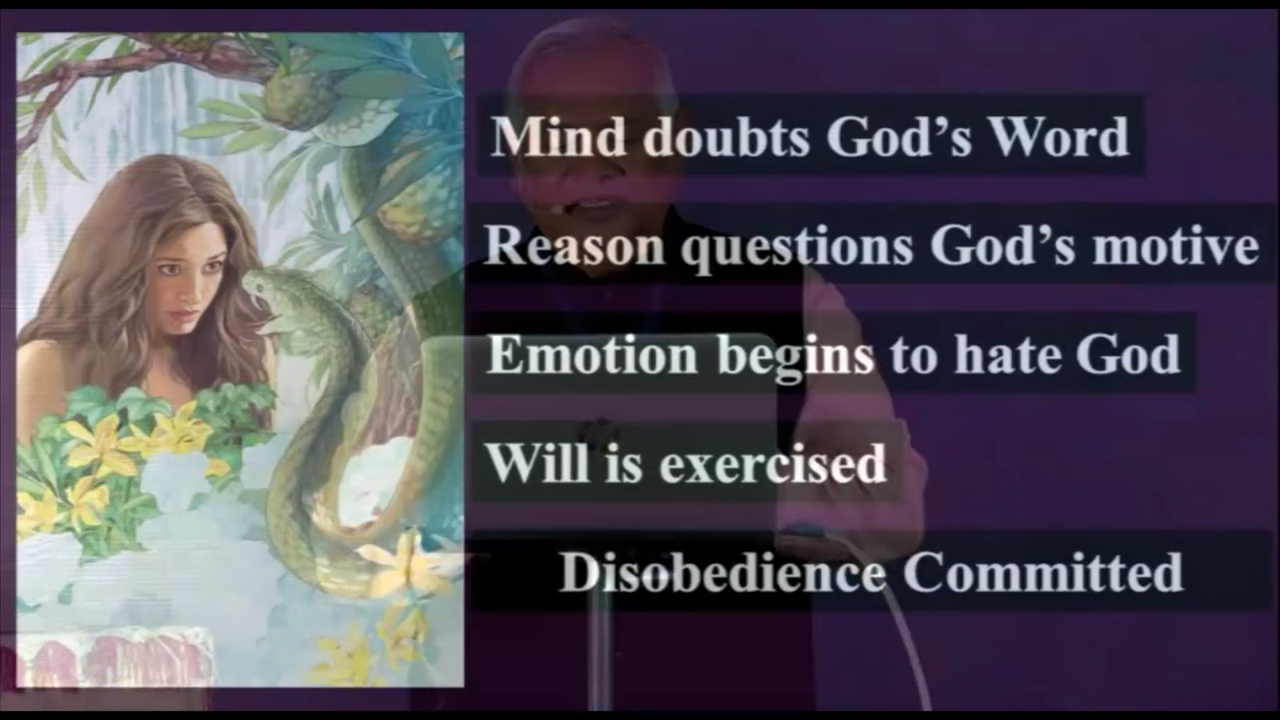 Mind doubts God’s Word
Reason questions God’s motive
Emotion begins to hate God
Will is exercised
Disobedience Committed